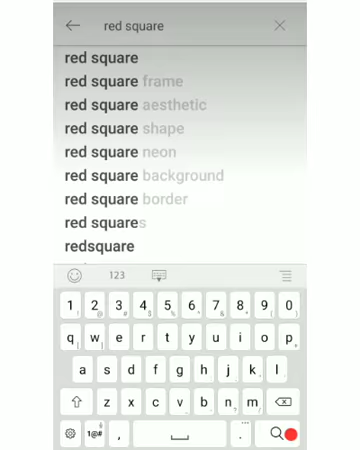 red square
red square
red square frame
red square aesthetic
red square shape
red square neon
red square background
red square border
red squares
redsquare
123
1 2 3 4 5 6 7 8 9 0
q w e r t y u i o p
a s d f g h j k l
z x c v b n m
1@# , .